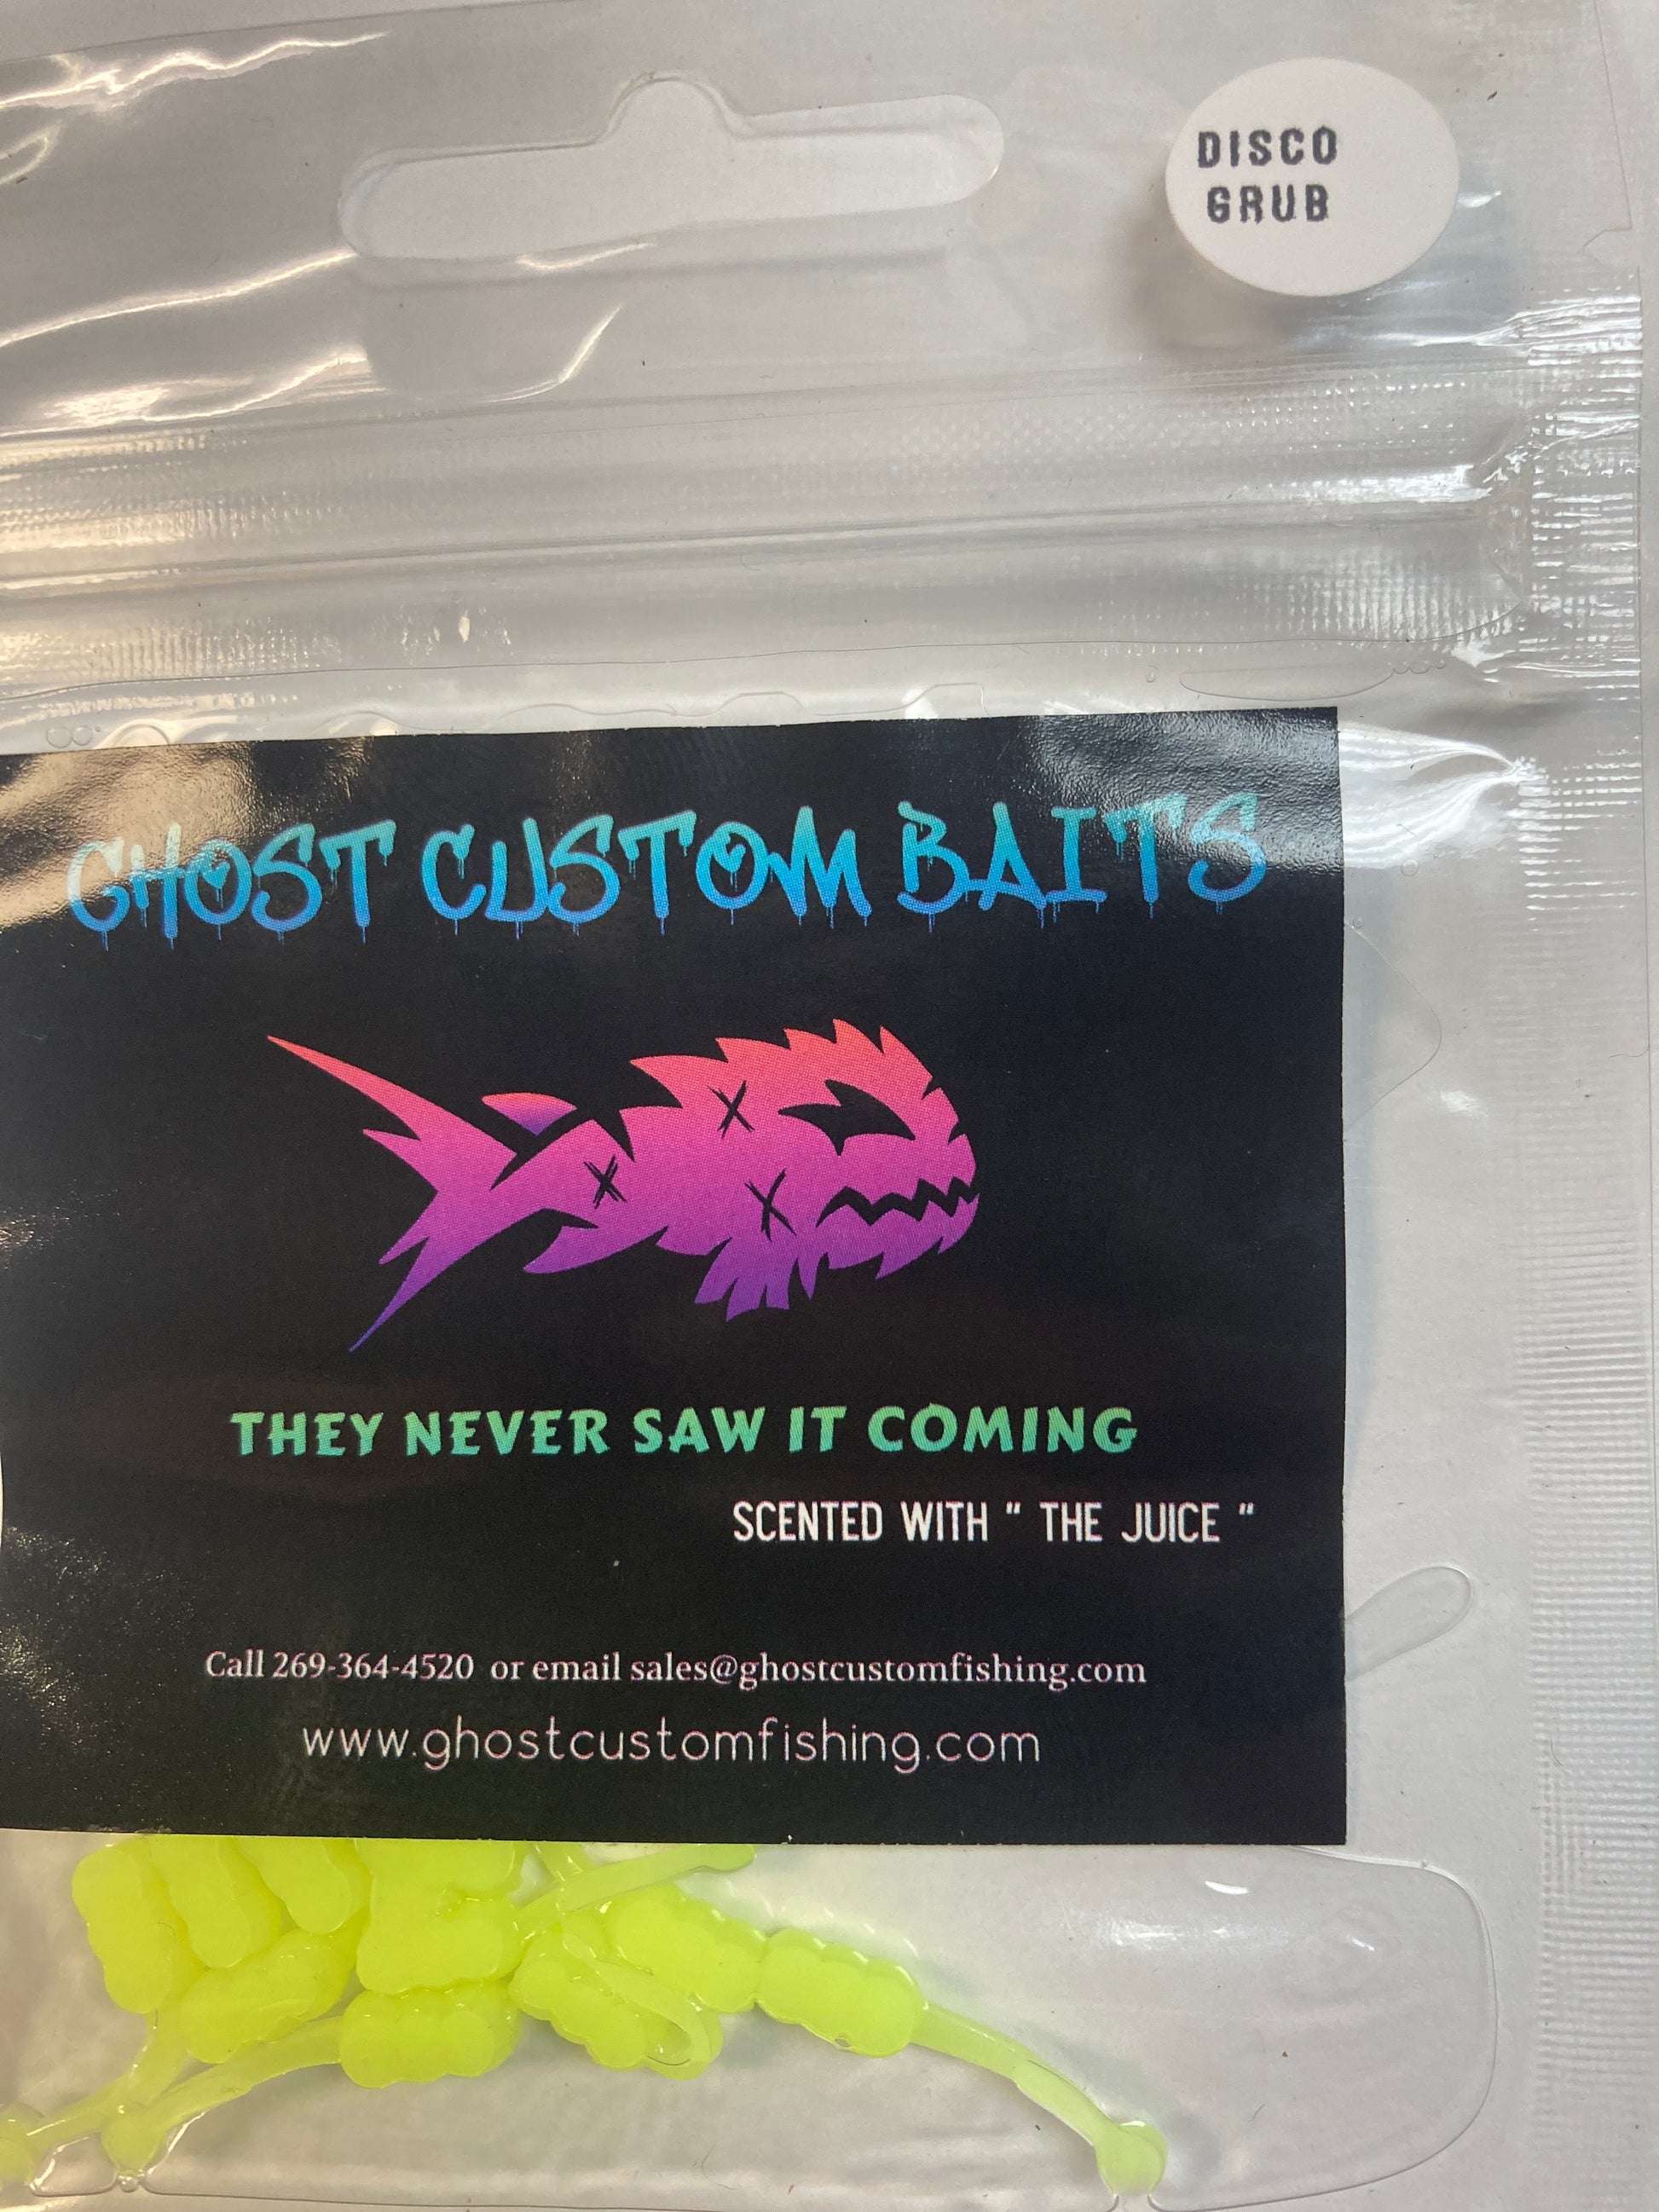 DISCO
GRUB
GHOST CUSTOM BAITS
THEY NEVER SAW IT COMING
SCENTED WITH " THE JUICE "
Call 269-364-4520 or email sales@ghostcustomfishing.com
www.ghostcustomfishing.com